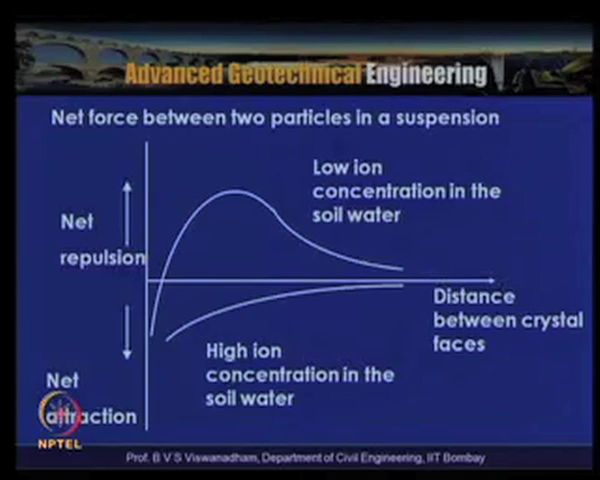 Advanced Geotechnical Engineering
Net force between two particles in a suspension
Low ion
concentration in the
soil water
Net
repulsion
Distance
between crystal
faces
High ion
concentration in the
soil water
Net
attraction
NPTEL
Prof. B V S Viswanadham, Department of Civil Engineering, IIT Bombay